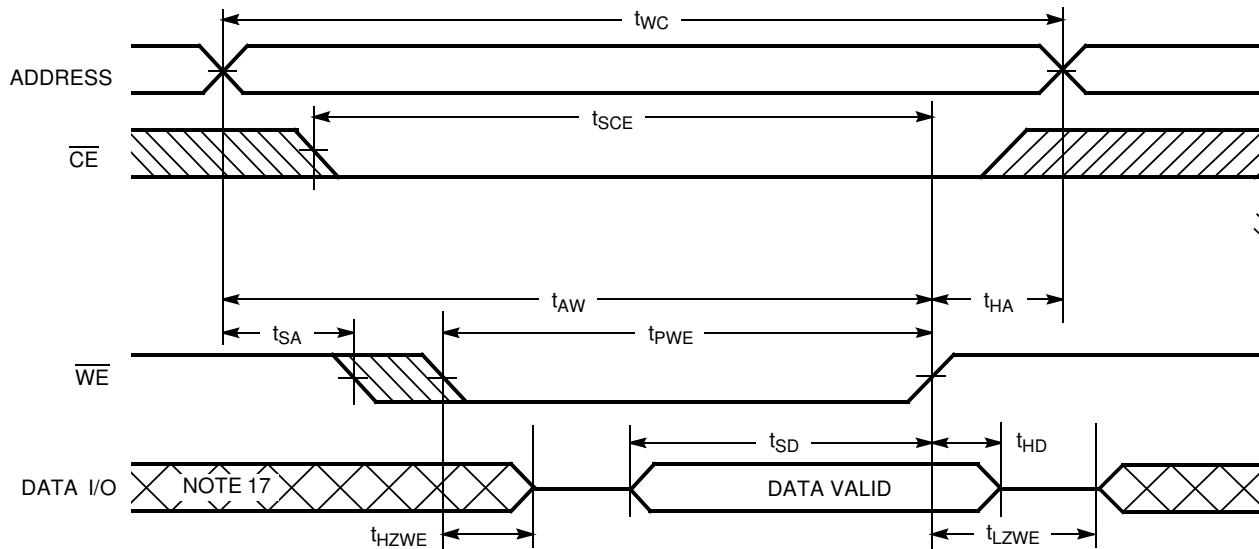 tWC
ADDRESS
tSCE
CE
tAW
tHA
tSA
tPWE
WE
tSD
tHD
DATA I/O
NOTE 17
DATA VALID
tHZWE
tLZWE